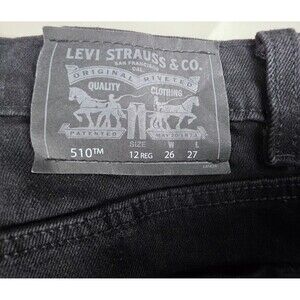 LEVI STRAUSS & CO.
SAN FRANCISCO
CAL
ORIGINAL RIVETED
QUALITY CLOTHING
PATENTED MAY 20 1873
SIZE W L
510™ 12 REG 26 27